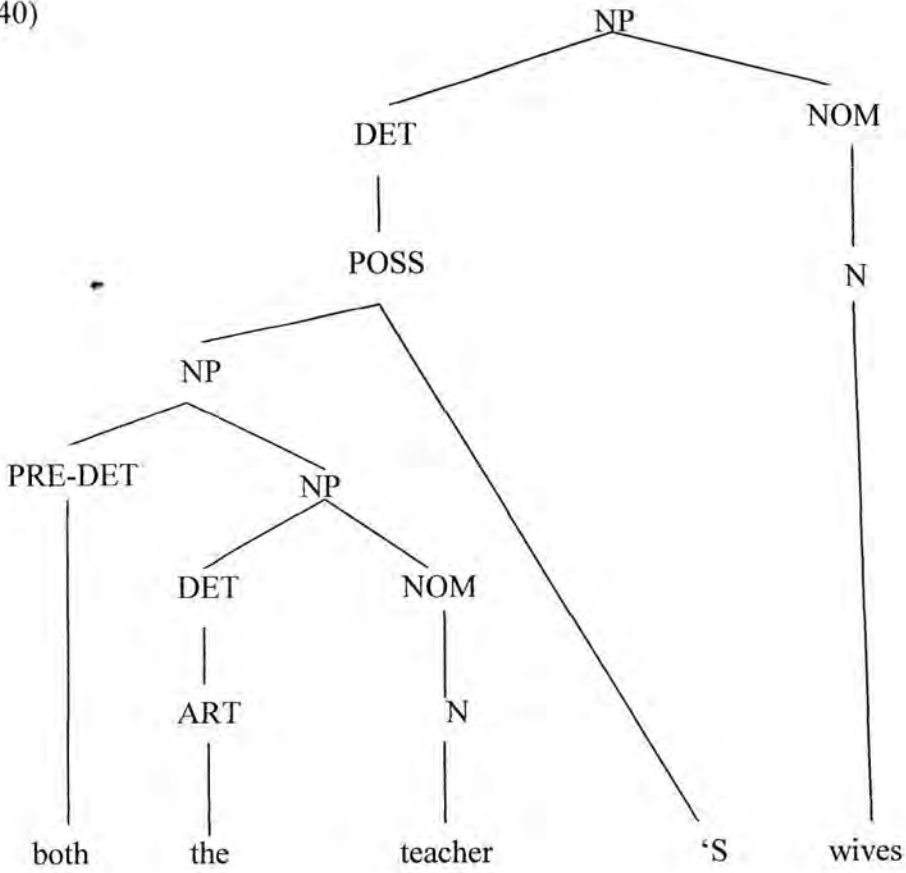 40)
NP
DET NOM
POSS N
NP
PRE-DET NP
DET NOM
ART N
both the teacher ‘S wives